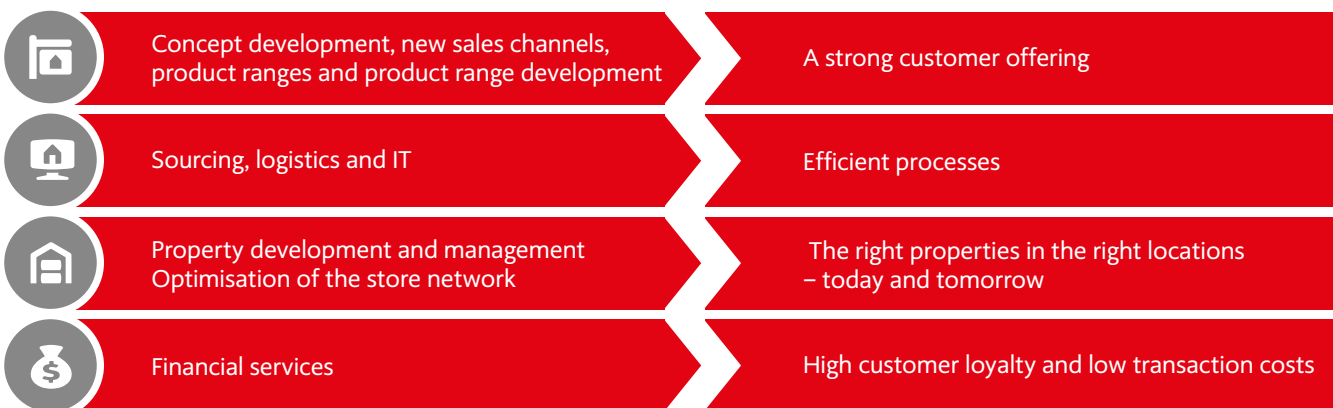 Concept development, new sales channels,
product ranges and product range development
A strong customer offering
Sourcing, logistics and IT
Efficient processes
Property development and management
Optimisation of the store network
The right properties in the right locations
– today and tomorrow
$
Financial services
High customer loyalty and low transaction costs